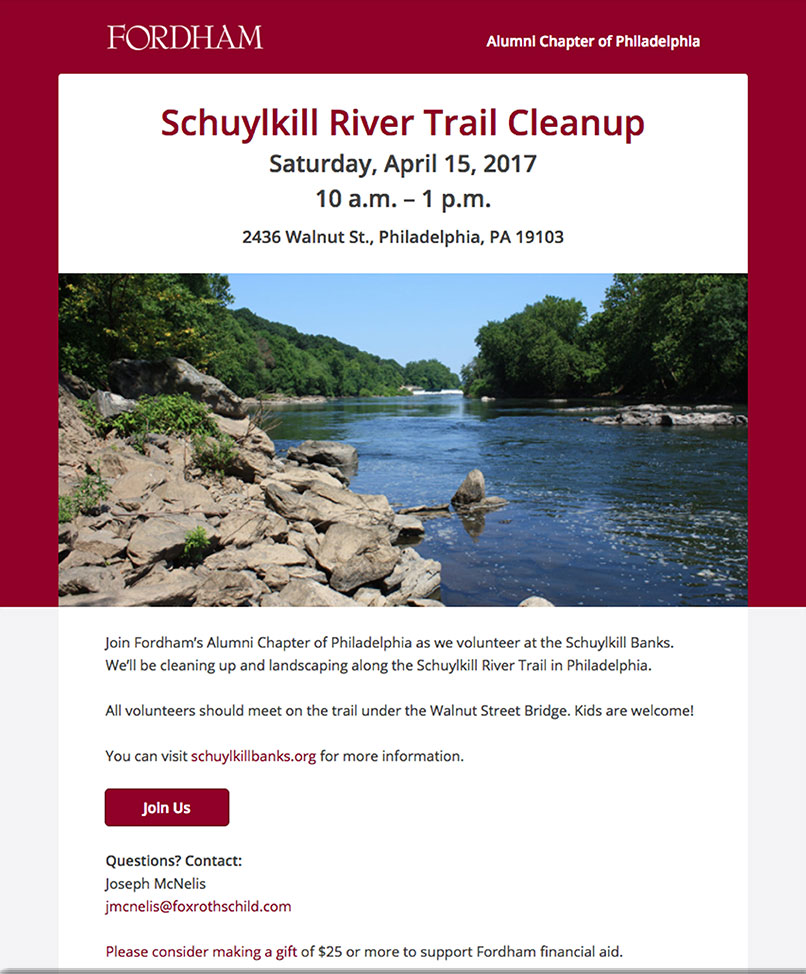 FORDHAM
Alumni Chapter of Philadelphia
Schuylkill River Trail Cleanup
Saturday, April 15, 2017
10 a.m. – 1 p.m.
2436 Walnut St., Philadelphia, PA 19103
Join Fordham’s Alumni Chapter of Philadelphia as we volunteer at the Schuylkill Banks.
We’ll be cleaning up and landscaping along the Schuylkill River Trail in Philadelphia.
All volunteers should meet on the trail under the Walnut Street Bridge. Kids are welcome!
You can visit schuylkillbanks.org for more information.
Join Us
Questions? Contact:
Joseph McNelis
jmcnelis@foxrothschild.com
Please consider making a gift of $25 or more to support Fordham financial aid.